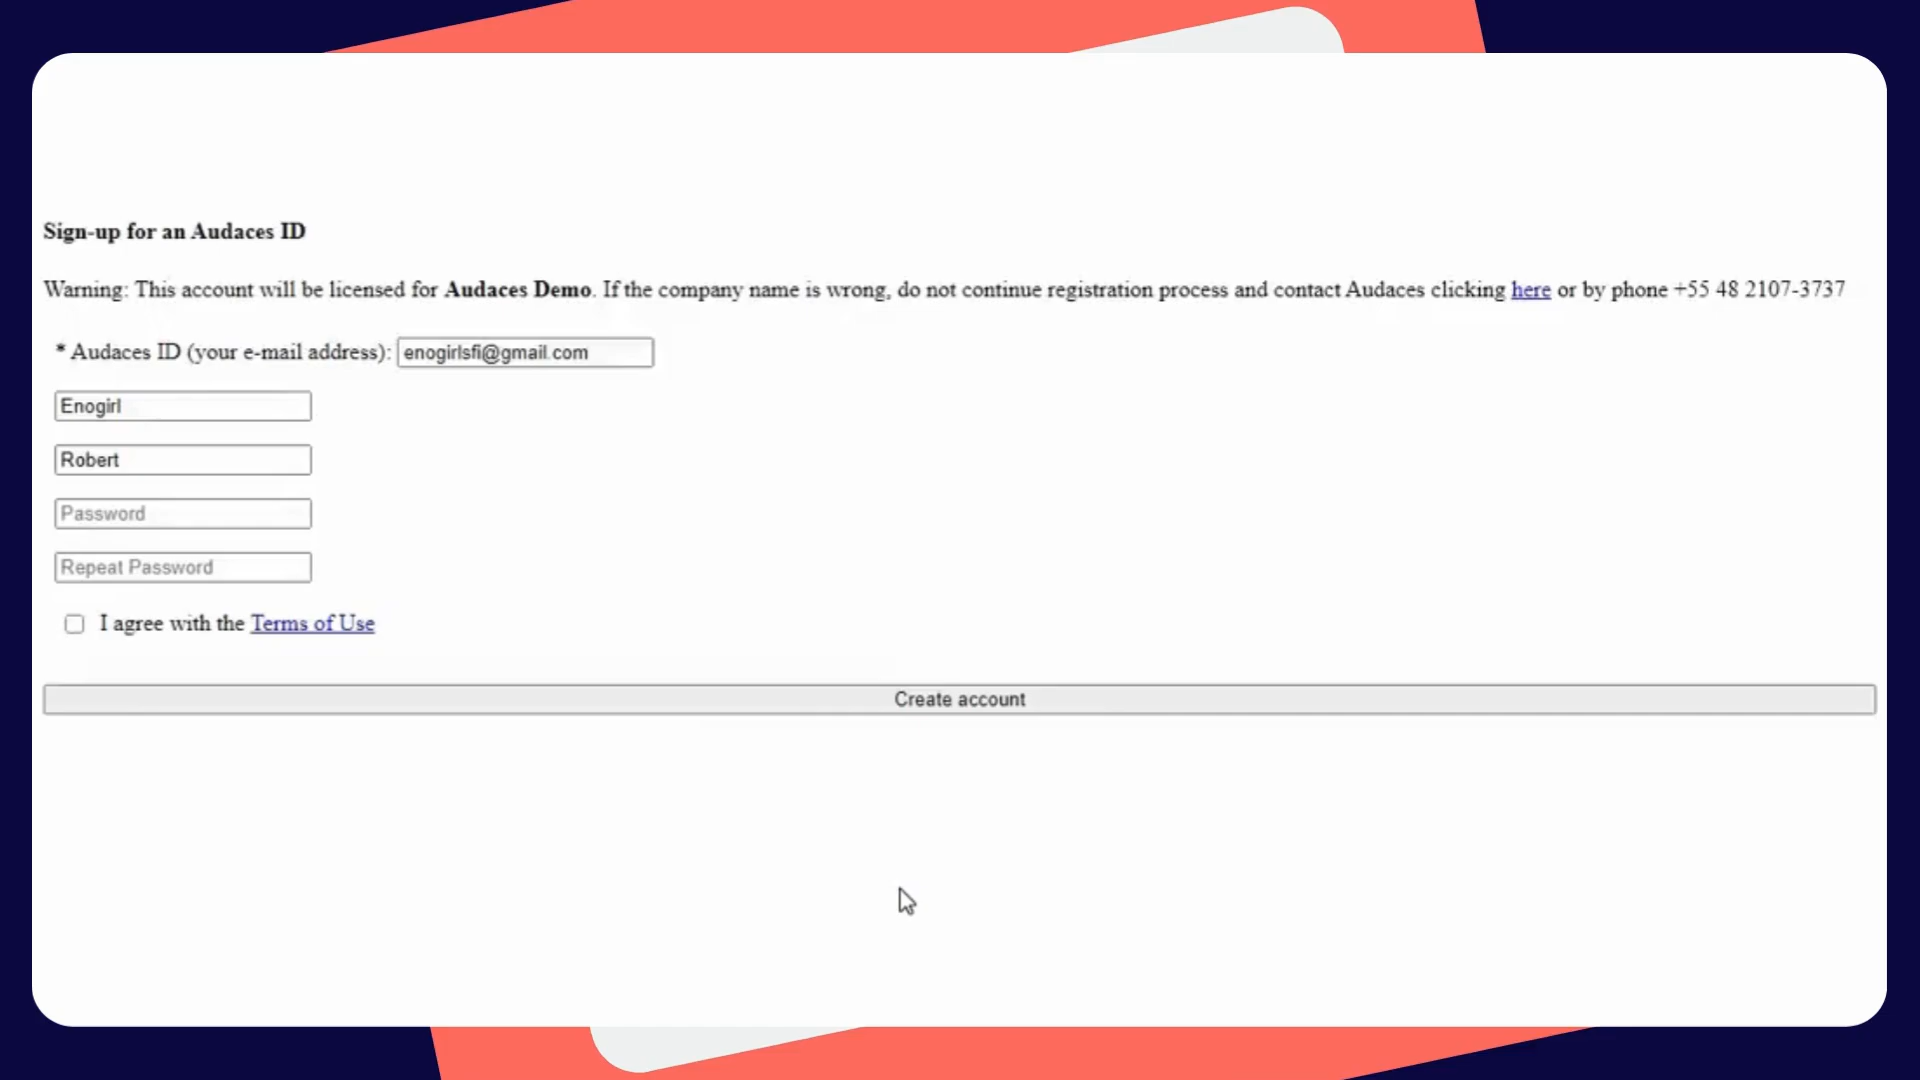 Sign-up for an Audaces ID
Warning: This account will be licensed for Audaces Demo. If the company name is wrong, do not continue registration process and contact Audaces clicking here or by phone +55 48 2107-3737
* Audaces ID (your e-mail address): enogirlsfi@gmail.com
Enogirl
Robert
Password
Repeat Password
I agree with the Terms of Use
Create account